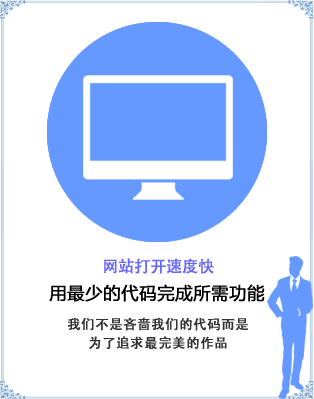 网站打开速度快
用最少的代码完成所需功能
我们不是吝啬我们的代码而是
为了追求最完美的作品